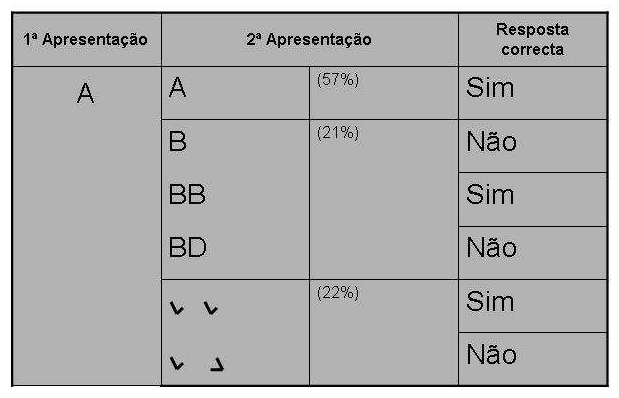 1ª Apresentação 2ª Apresentação Resposta correcta
A A (57%) Sim
B (21%) Não
BB Sim
BD Não
(22%) Sim
Não